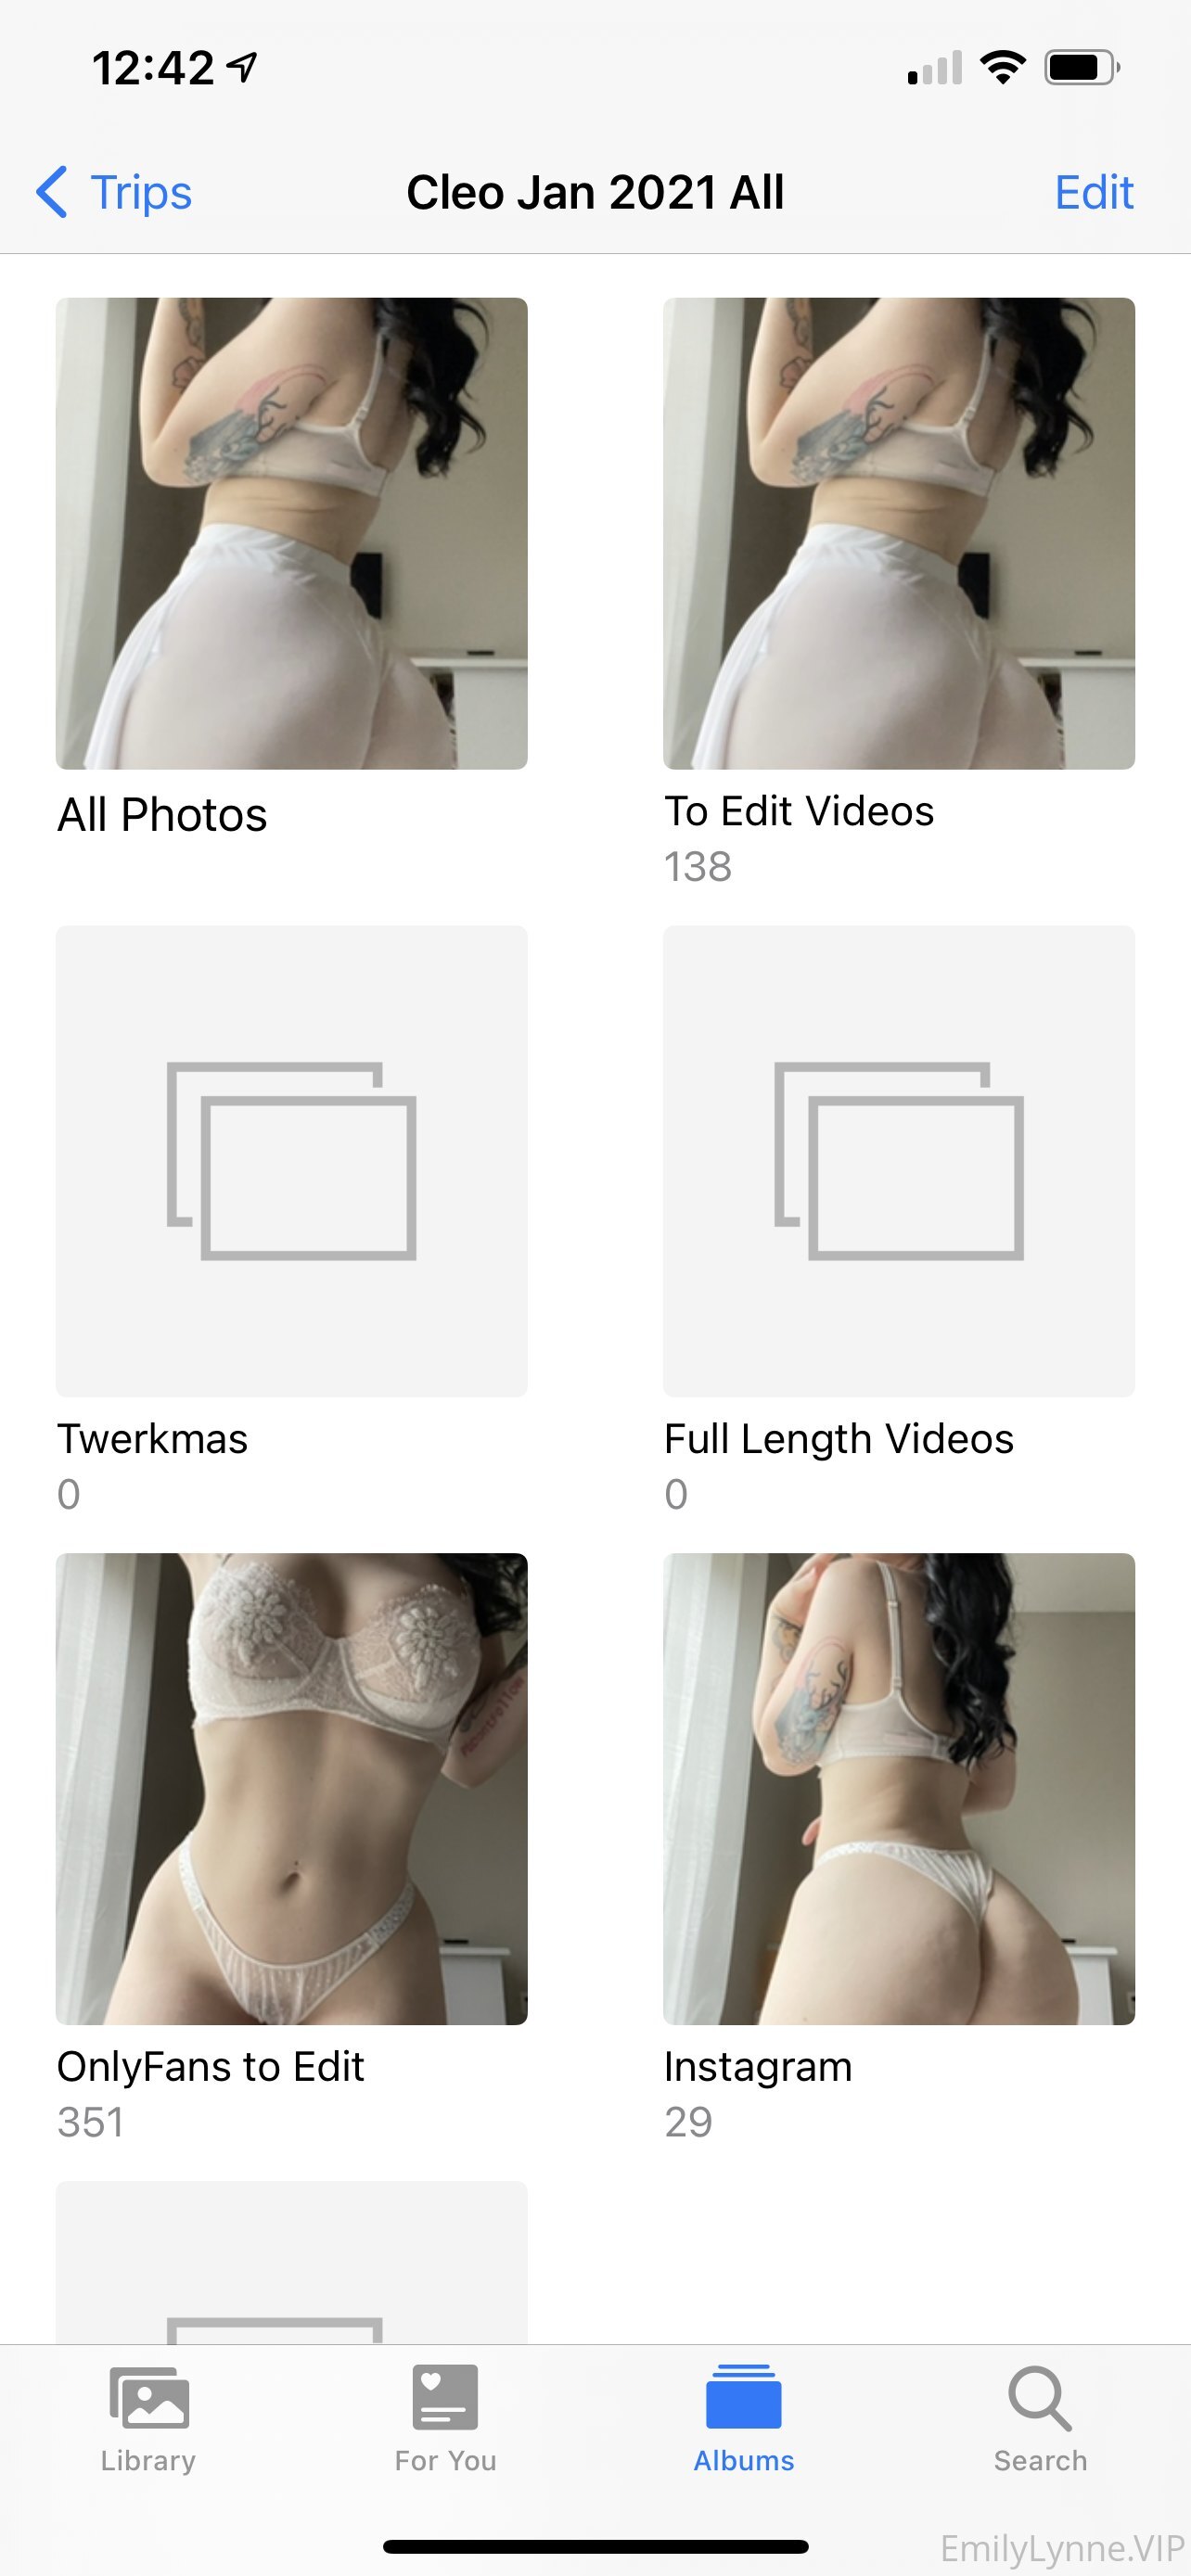 12:42
Trips
Cleo Jan 2021 All
Edit
All Photos
To Edit Videos
138
Twerkmas
0
Full Length Videos
0
OnlyFans to Edit
351
Instagram
29
Library
For You
Albums
Search
EmilyLynne.VIP